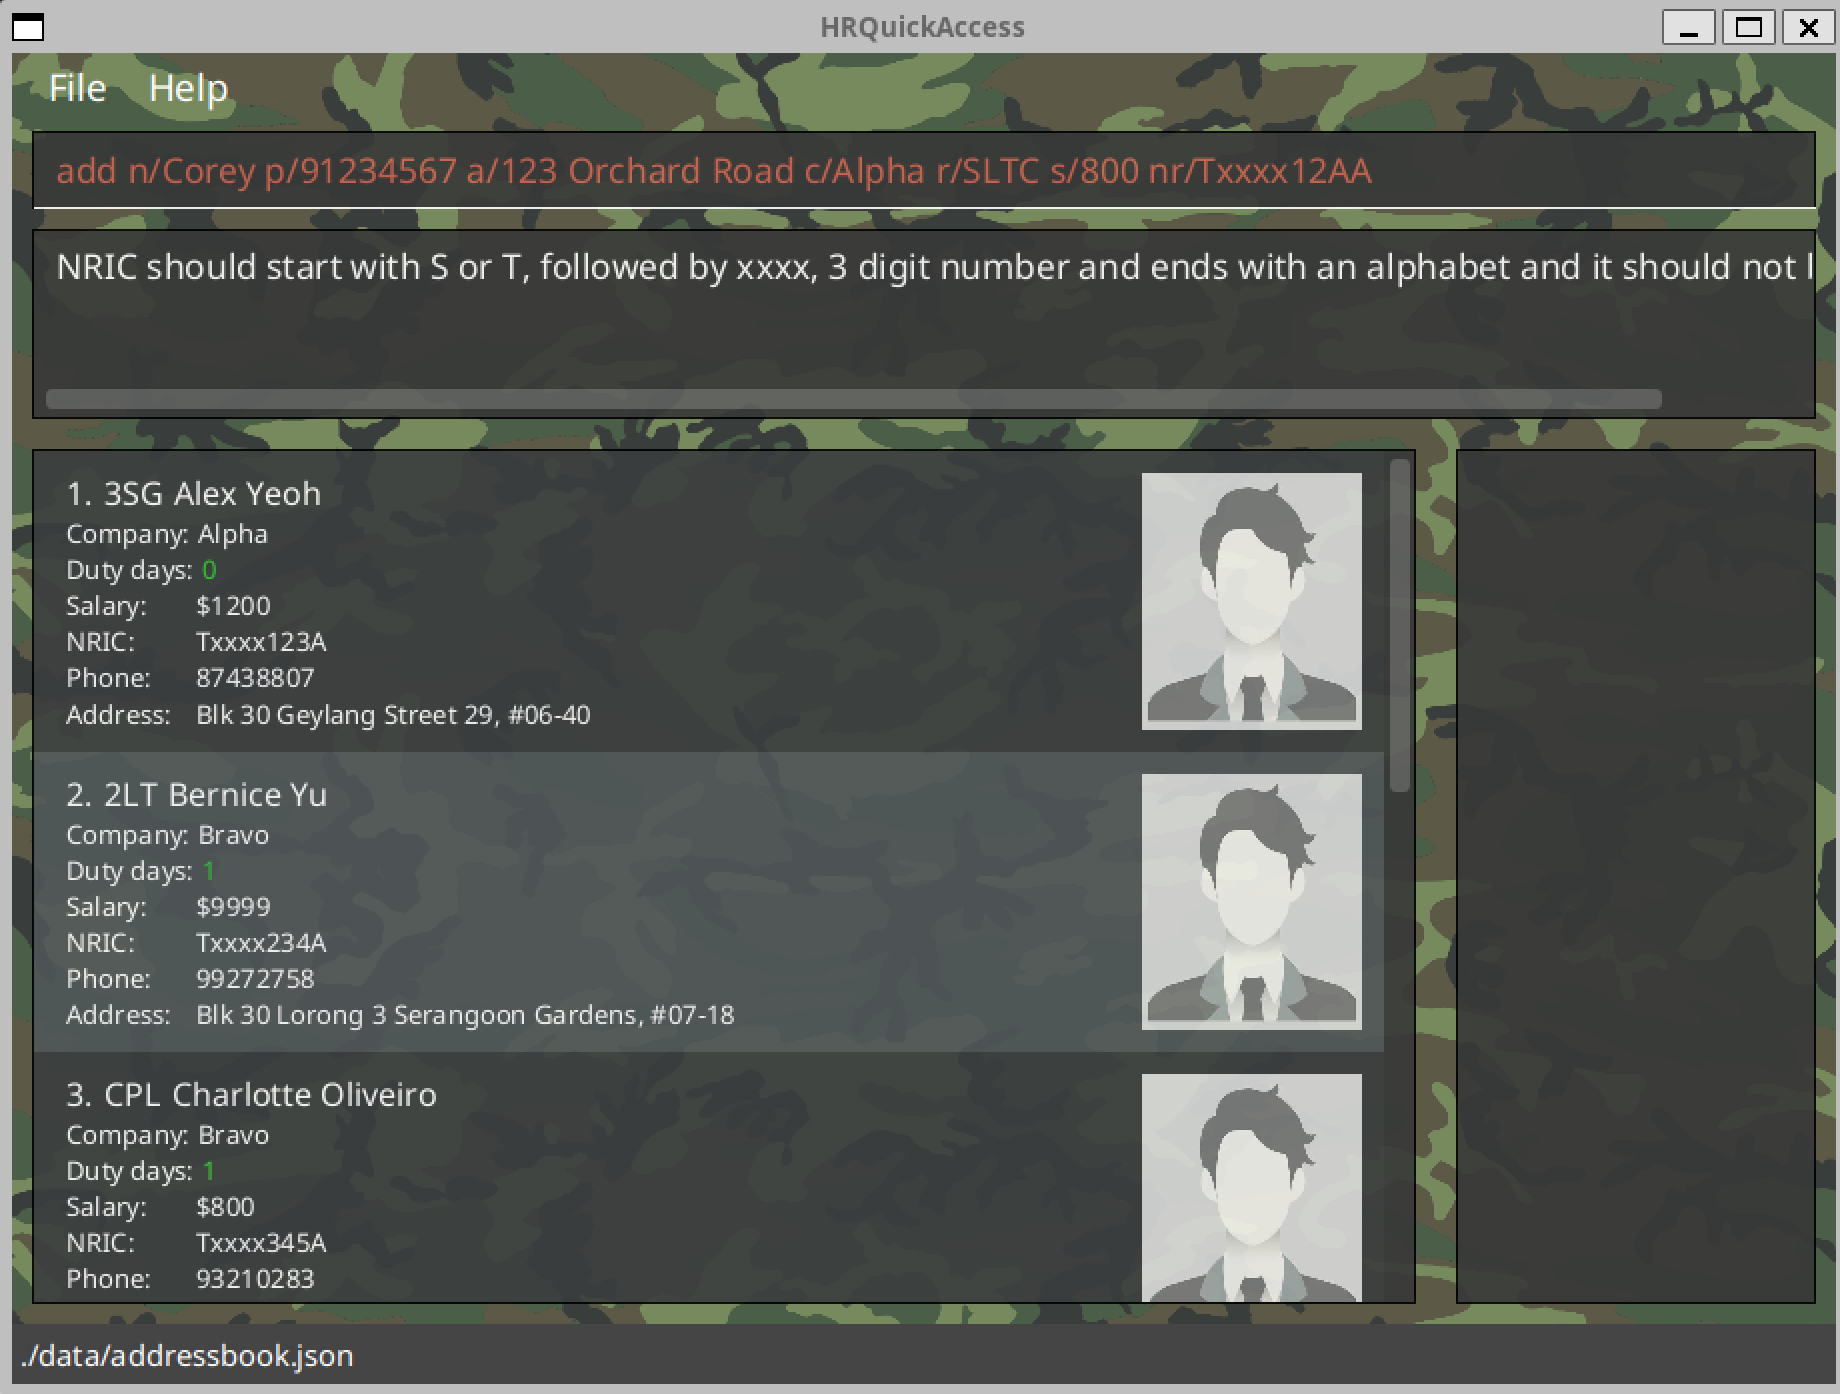 HRQuickAccess
File Help
add n/Corey p/91234567 a/123 Orchard Road c/Alpha r/SLTC s/800 nr/Txxxx12AA
NRIC should start with S or T, followed by xxxx, 3 digit number and ends with an alphabet and it should not
1. 3SG Alex Yeoh
Company: Alpha
Duty days: 0
Salary: $1200
NRIC: Txxxx123A
Phone: 87438807
Address: Blk 30 Geylang Street 29, #06-40
2. 2LT Bernice Yu
Company: Bravo
Duty days: 1
Salary: $9999
NRIC: Txxxx234A
Phone: 99272758
Address: Blk 30 Lorong 3 Serangoon Gardens, #07-18
3. CPL Charlotte Oliveiro
Company: Bravo
Duty days: 1
Salary: $800
NRIC: Txxxx345A
Phone: 93210283
./data/addressbook.json